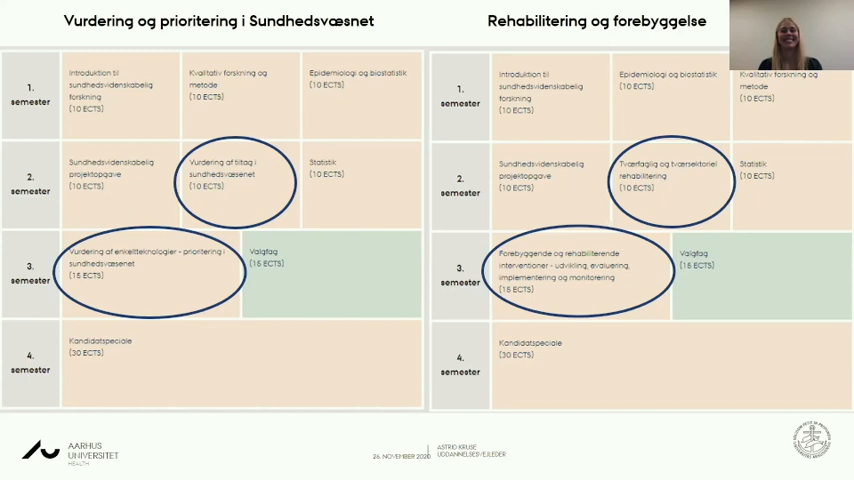 Vurdering og prioritering i Sundhedsvæsnet
1.
semester
Introduktion til
sundhedsvidenskabelig
forskning
(10 ECTS)
Kvalitativ forskning og
metode
(10 ECTS)
Epidemiologi og biostatistik
(10 ECTS)
2.
semester
Sundhedsvidenskabelig
projektopgave
(10 ECTS)
Vurdering af tiltag i
sundhedsvæsenet
(10 ECTS)
Statistik
(10 ECTS)
3.
semester
Vurdering af enkeltteknologier - prioritering i
sundhedsvæsenet
(15 ECTS)
Valgfag
(15 ECTS)
4.
semester
Kandidatspeciale
(30 ECTS)
Rehabilitering og forebyggelse
1.
semester
Introduktion til
sundhedsvidenskabelig
forskning
(10 ECTS)
Epidemiologi og biostatistik
(10 ECTS)
Kvalitativ forskning og
metode
(10 ECTS)
2.
semester
Sundhedsvidenskabelig
projektopgave
(10 ECTS)
Tværfaglig og tværsektoriel
rehabilitering
(10 ECTS)
Statistik
(10 ECTS)
3.
semester
Forebyggende og rehabiliterende
interventioner - udvikling, evaluering,
implementering og monitorering
(15 ECTS)
Valgfag
(15 ECTS)
4.
semester
Kandidatspeciale
(30 ECTS)
AARHUS
UNIVERSITET
HEALTH
26. NOVEMBER 2020
ASTRID KRUSE
UDDANNELSESVEJLEDER